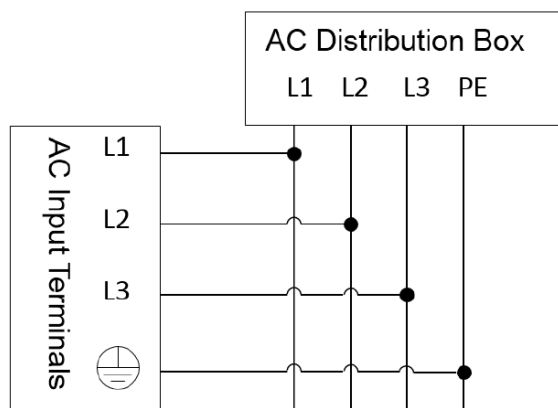 AC Distribution Box
L1 L2 L3 PE
AC Input Terminals
L1
L2
L3